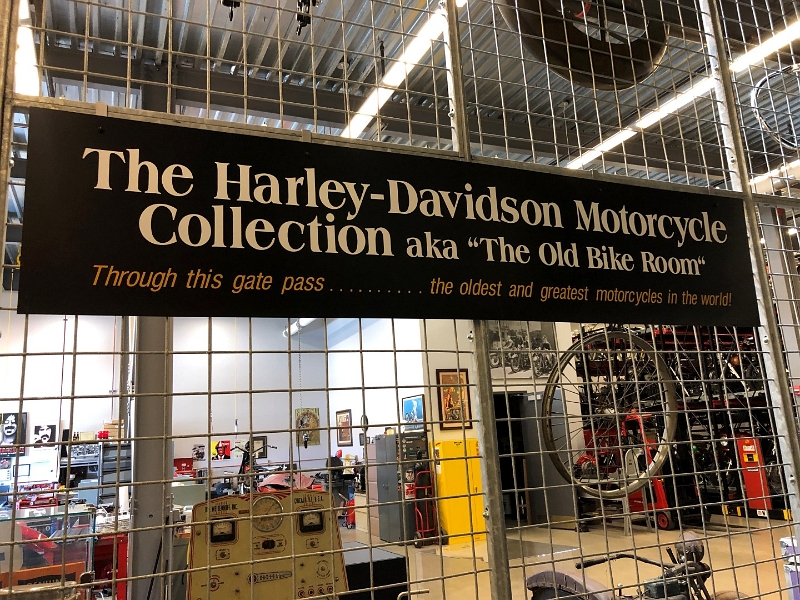 The Harley-Davidson Motorcycle
Collection aka “The Old Bike Room“
Through this gate pass . . . . . . . . . . the oldest and greatest motorcycles in the world!